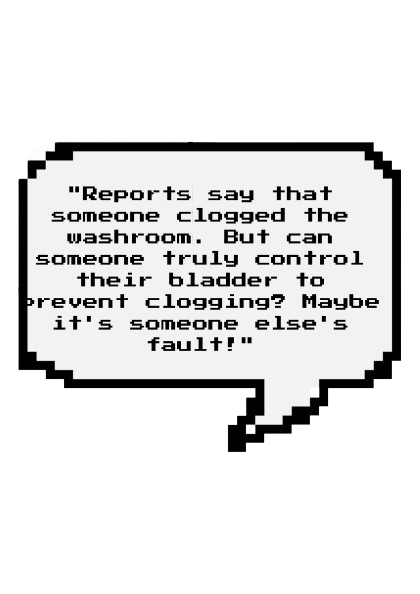 "Reports say that
someone clogged the
washroom. But can
someone truly control
their bladder to
prevent clogging? Maybe
it's someone else's
fault!"